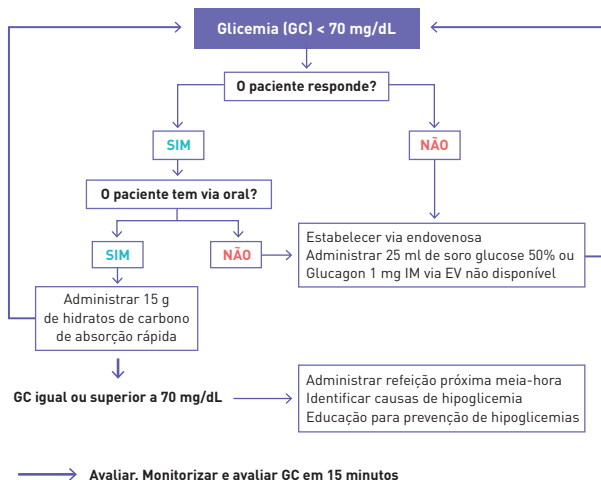 Glicemia (GC) < 70 mg/dL
O paciente responde?
SIM
NÃO
O paciente tem via oral?
SIM
NÃO
Estabelecer via endovenosa
Administrar 25 ml de soro glucose 50% ou
Glucagon 1 mg IM via EV não disponível
Administrar 15 g
de hidratos de carbono
de absorção rápida
GC igual ou superior a 70 mg/dL
Administrar refeição próxima meia-hora
Identificar causas de hipoglicemia
Educação para prevenção de hipoglicemias
Avaliar. Monitorizar e avaliar GC em 15 minutos